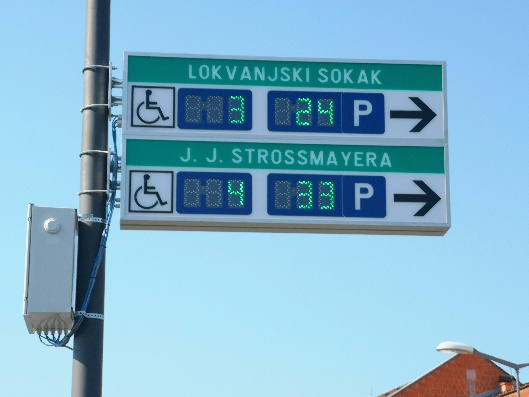 LOKVANJSKI SOKAK
3 24 P
J. J. STROSSMAYERA
4 33 P